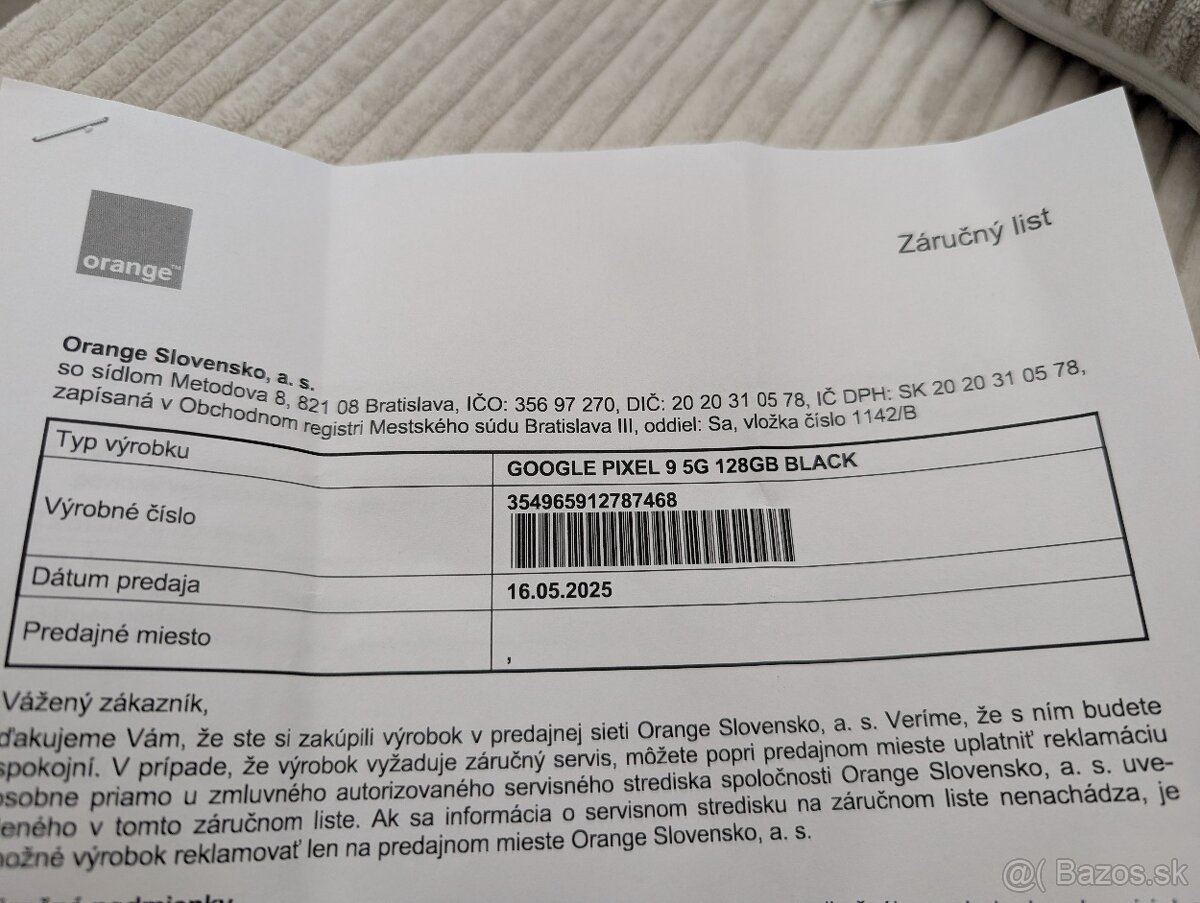 orange™
Záručný list
Orange Slovensko, a. s.
so sídlom Metodova 8, 821 08 Bratislava, IČO: 356 97 270, DIČ: 20 20 31 05 78, IČ DPH: SK 20 20 31 05 78,
zapísaná v Obchodnom registri Mestského súdu Bratislava III, oddiel: Sa, vložka číslo 1142/B
Typ výrobku GOOGLE PIXEL 9 5G 128GB BLACK
Výrobné číslo 354965912787468
Dátum predaja 16.05.2025
Predajné miesto ,
Vážený zákazník,
ďakujeme Vám, že ste si zakúpili výrobok v predajnej sieti Orange Slovensko, a. s. Veríme, že s ním budete
spokojní. V prípade, že výrobok vyžaduje záručný servis, môžete popri predajnom mieste uplatniť reklamáciu
osobne priamo u zmluvného autorizovaného servisného strediska spoločnosti Orange Slovensko, a. s. uve-
deného v tomto záručnom liste. Ak sa informácia o servisnom stredisku na záručnom liste nenachádza, je
možné výrobok reklamovať len na predajnom mieste Orange Slovensko, a. s.
@( Bazos.sk